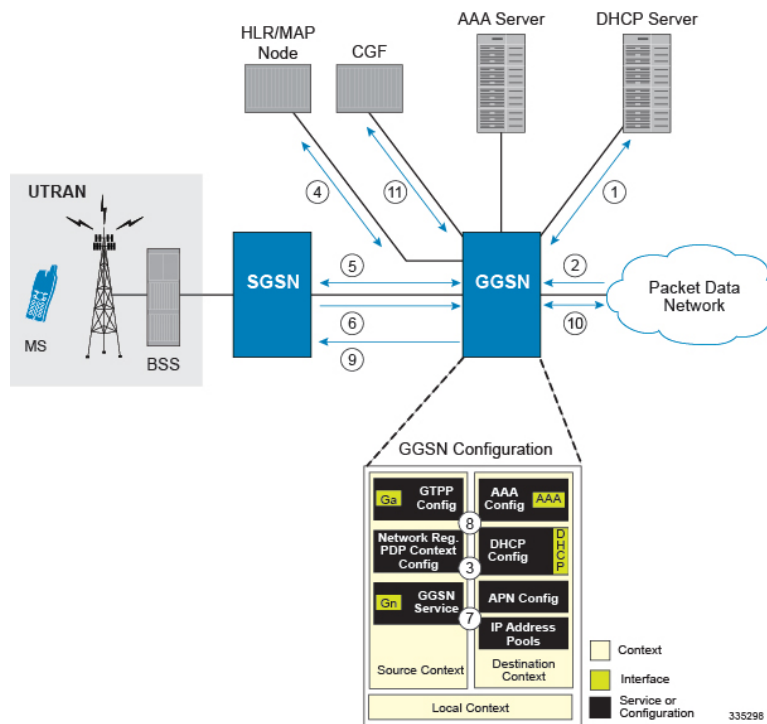 HLR/MAP
Node
CGF
AAA Server
DHCP Server
UTRAN
4
11
1
SGSN
GGSN
5
2
6
10
9
Packet Data
Network
MS
BSS
GGSN Configuration
Ga
GTPP
Config
AAA
Config
AAA
8
Network Reg.
PDP Context
Config
DHCP
Config
D
H
C
P
3
Gn
GGSN
Service
APN Config
7
IP Address
Pools
Source Context
Destination
Context
Local Context
Context
Interface
Service or
Configuration
335298